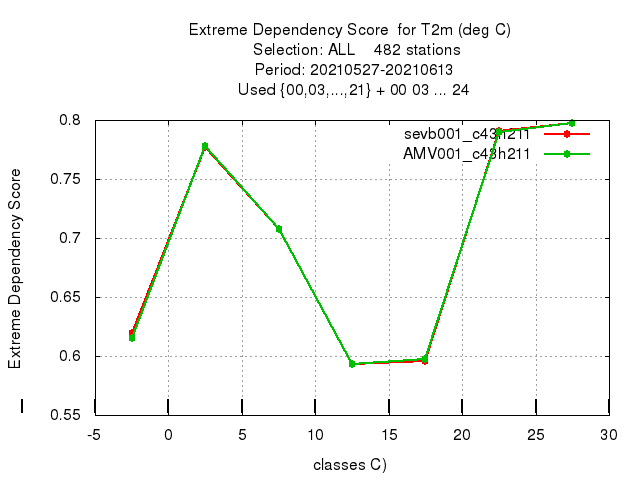 Extreme Dependency Score  for T2m (deg C)
Selection: ALL    482 stations
Period: 20210527-20210613
Used {00,03,...,21} + 00 03 ... 24
sevb001_c43h211
AMV001_c43h211
Extreme Dependency Score
0.8
0.75
0.7
0.65
0.6
0.55
-5 0 5 10 15 20 25 30
classes C)